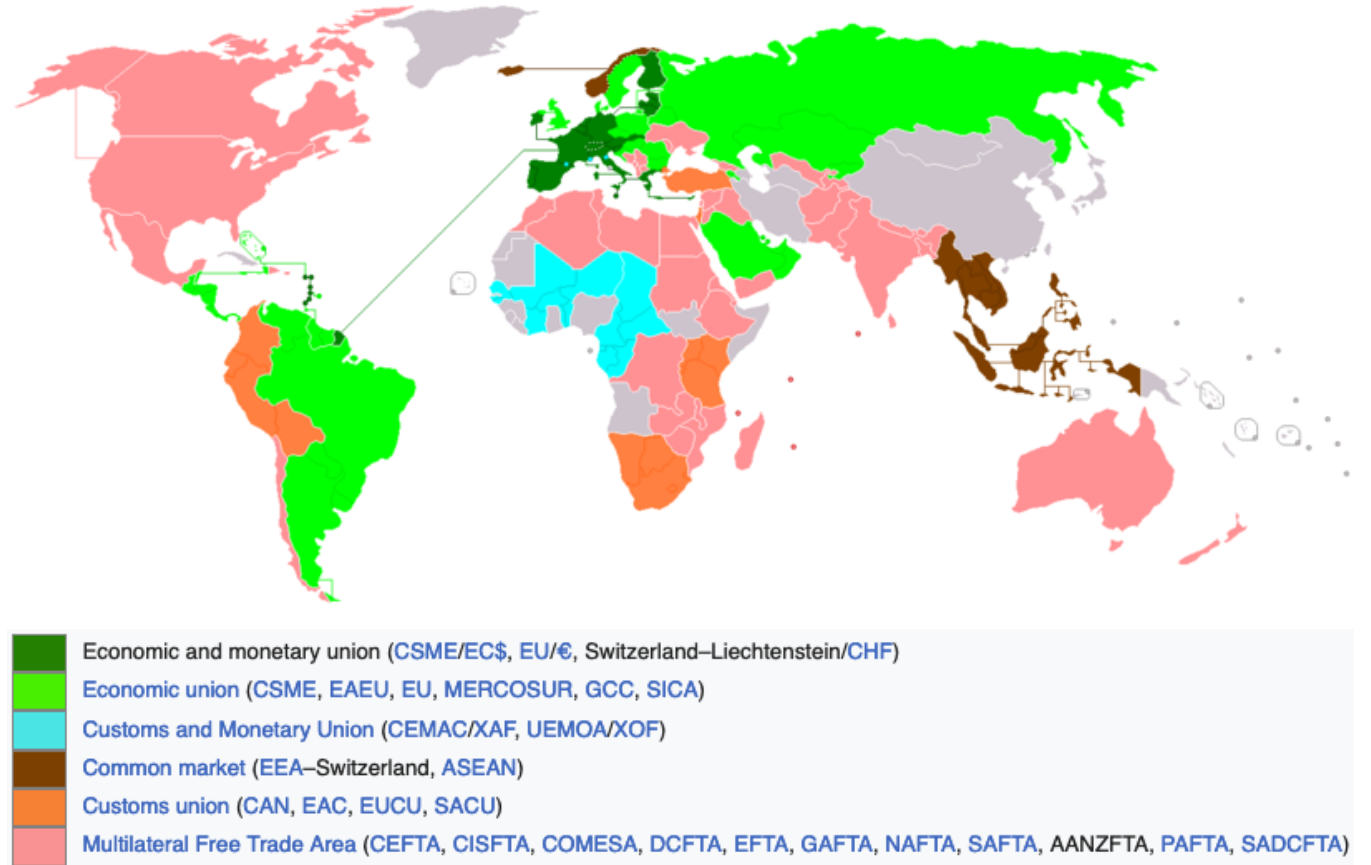 Economic and monetary union (CSME/EC$, EU/€, Switzerland–Liechtenstein/CHF)
Economic union (CSME, EAEU, EU, MERCOSUR, GCC, SICA)
Customs and Monetary Union (CEMAC/XAF, UEMOA/XOF)
Common market (EEA–Switzerland, ASEAN)
Customs union (CAN, EAC, EUCU, SACU)
Multilateral Free Trade Area (CEFTA, CISFTA, COMESA, DCFTA, EFTA, GAFTA, NAFTA, SAFTA, AANZFTA, PAFTA, SADCFTA)